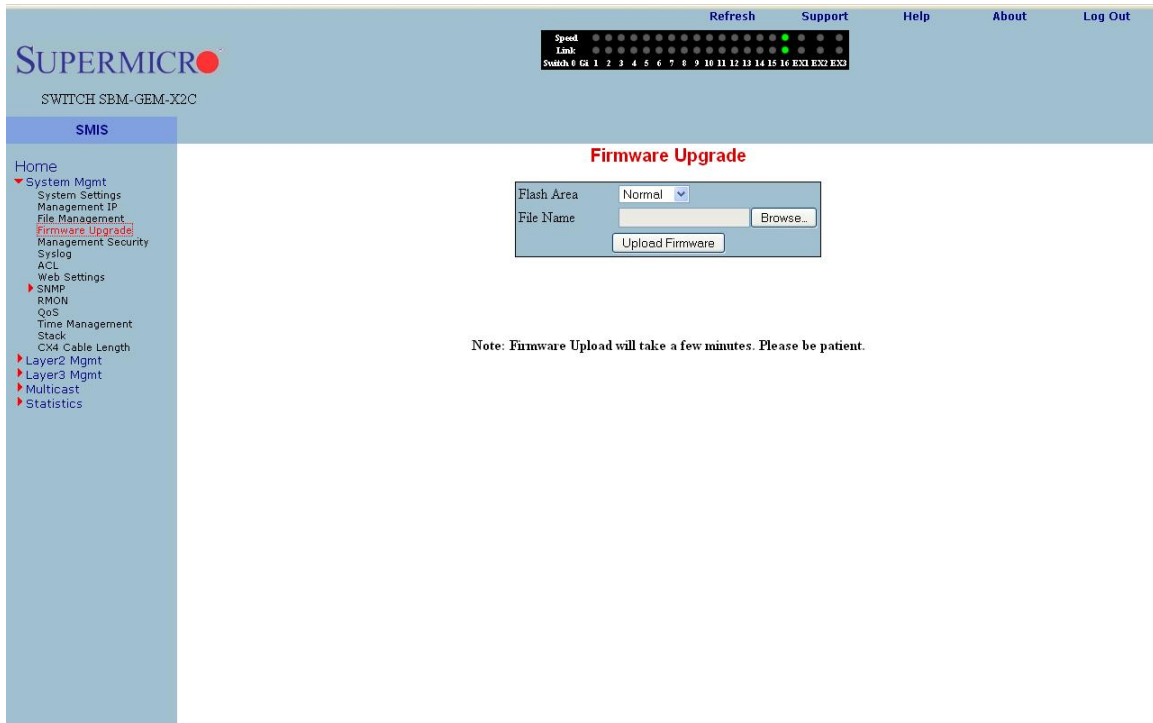 Refresh Support Help About Log Out
Speed
Link
Switch 0 Gi 1 2 3 4 5 6 7 8 9 10 11 12 13 14 15 16 EX1 EX2 EX3
SUPERMICRO
SWITCH SBM-GEM-X2C
SMIS
Home
System Mgmt
System Settings
Management IP
File Management
Firmware Upgrade
Management Security
Syslog
ACL
Web Settings
SNMP
RMON
QoS
Time Management
Stack
CX4 Cable Length
Layer2 Mgmt
Layer3 Mgmt
Multicast
Statistics
Firmware Upgrade
Flash Area Normal
File Name Browse...
Upload Firmware
Note: Firmware Upload will take a few minutes. Please be patient.